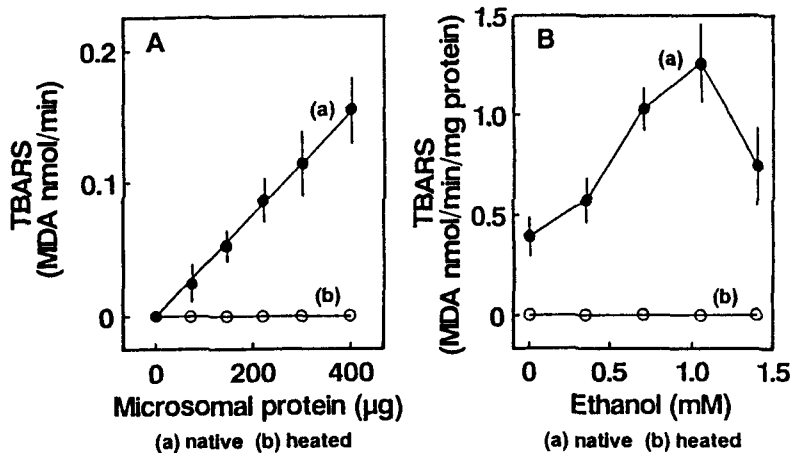 A
0.2
0.1
0
TBARS
(MDA nmol/min)
(a)
(b)
0 200 400
Microsomal protein (μg)
(a) native (b) heated
B
1.5
1.0
0.5
0
TBARS
(MDA nmol/min/mg protein)
(a)
(b)
0 0.5 1.0 1.5
Ethanol (mM)
(a) native (b) heated